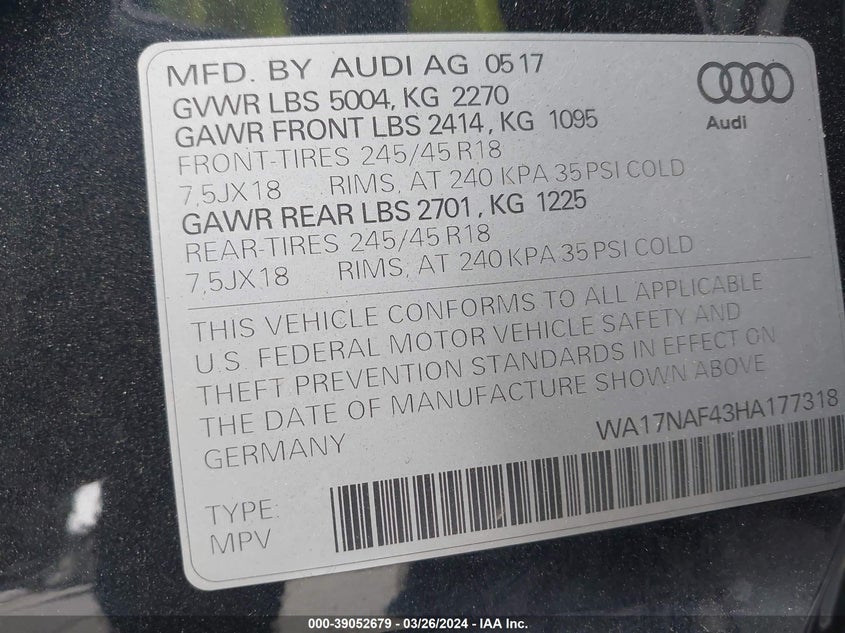 MFD. BY AUDI AG 0517
GVWR LBS 5004, KG 2270
GAWR FRONT LBS 2414, KG 1095
FRONT-TIRES 245/45 R18
7,5JX18 RIMS, AT 240 KPA 35 PSI COLD
GAWR REAR LBS 2701, KG 1225
REAR-TIRES 245/45 R18
7,5JX18 RIMS, AT 240 KPA 35 PSI COLD
Audi
THIS VEHICLE CONFORMS TO ALL APPLICABLE
U.S. FEDERAL MOTOR VEHICLE SAFETY AND
THEFT PREVENTION STANDARDS IN EFFECT ON
THE DATE OF MANUFACTURE SHOWN ABOVE
GERMANY WA17NAF43HA177318
TYPE:
MPV
000-39052679 - 03/26/2024 - IAA Inc.